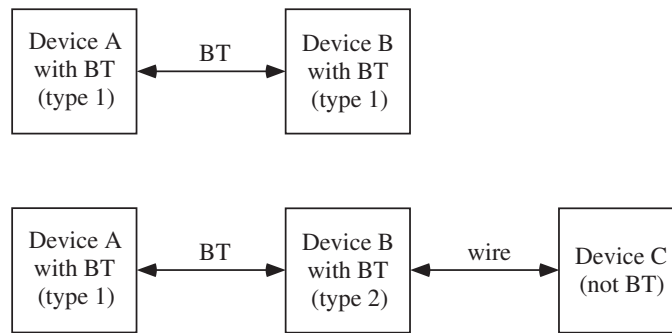 Device A
with BT
(type 1)
BT
Device B
with BT
(type 1)
Device A
with BT
(type 1)
BT
Device B
with BT
(type 2)
wire
Device C
(not BT)